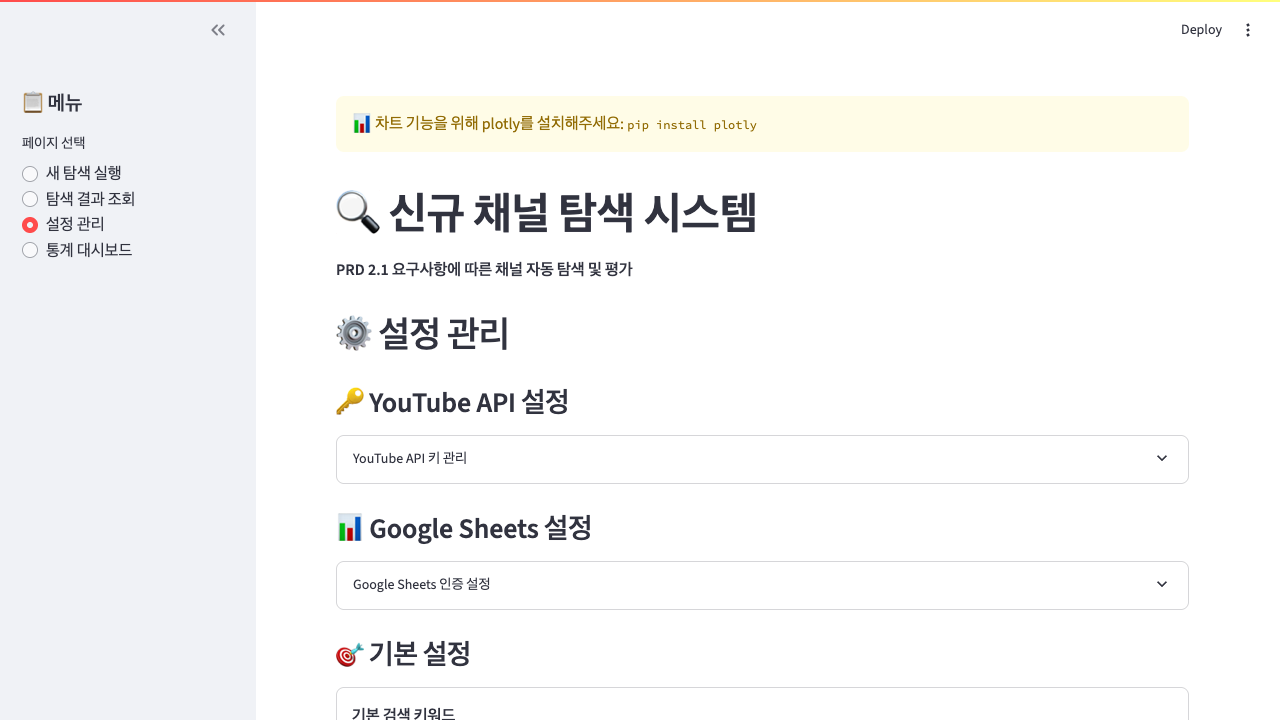 Deploy
📋 메뉴
페이지 선택
새 탐색 실행
탐색 결과 조회
설정 관리
통계 대시보드
📊 차트 기능을 위해 plotly를 설치해주세요: pip install plotly
🔍 신규 채널 탐색 시스템
PRD 2.1 요구사항에 따른 채널 자동 탐색 및 평가
⚙️ 설정 관리
🔑 YouTube API 설정
YouTube API 키 관리
📊 Google Sheets 설정
Google Sheets 인증 설정
🎯 기본 설정
기본 검색 키워드